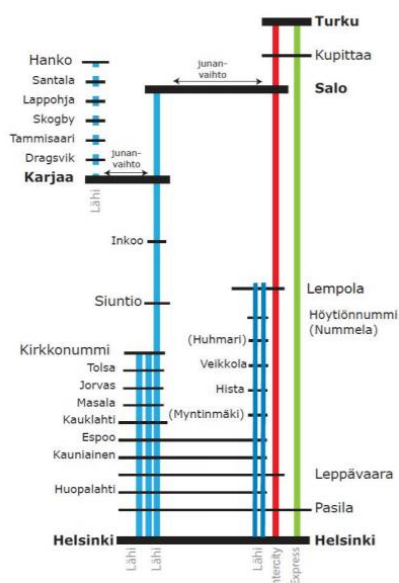 Turku
Kupittaa
junan-
vaihto
Hanko
Santala
Lappohja
Skogby
Tammisaari
Dragsvik
Karjaa
Salo
junan-
vaihto
Lähi
Inkoo
Siuntio
Lempola
Höytiönnummi
(Nummela)
(Huhmari)
Veikkola
Hista
(Myntinmäki)
Kirkkonummi
Tolsa
Jorvas
Masala
Kauklahti
Espoo
Kauniainen
Leppävaara
Huopalahti
Pasila
Helsinki
Helsinki
Lähi
Lähi
Lähi
ntercity
Express